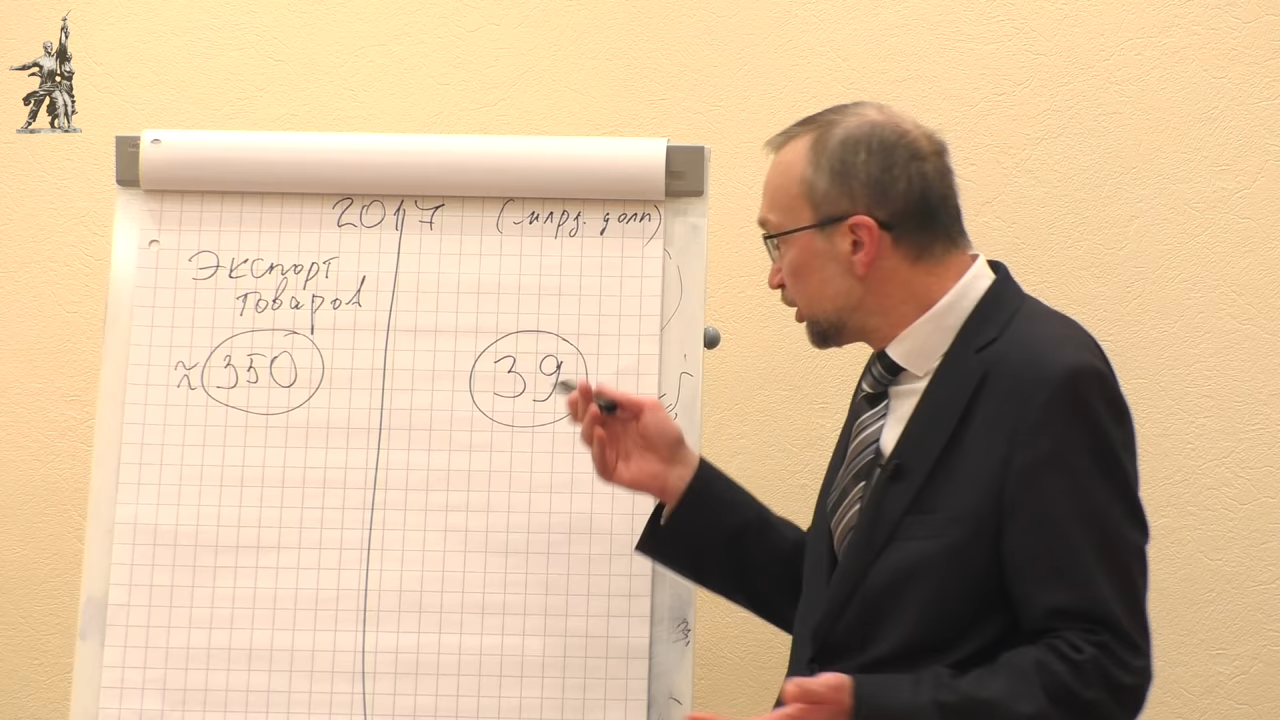 2017 (млрд. долл)
Экспорт
товаров
≈ 350
39